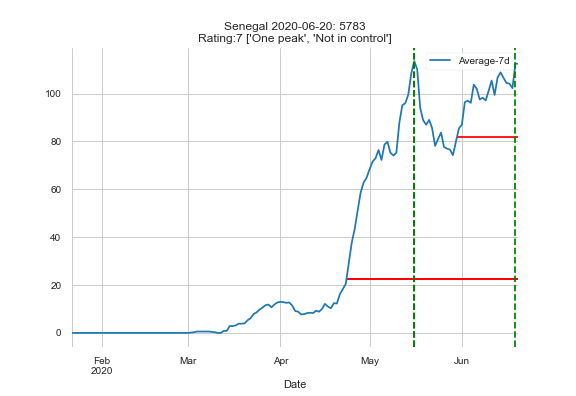 Senegal 2020-06-20: 5783
Rating:7 ['One peak', 'Not in control']
Average-7d
100
80
60
40
20
0
Feb
2020
Mar
Apr
May
Jun
Date